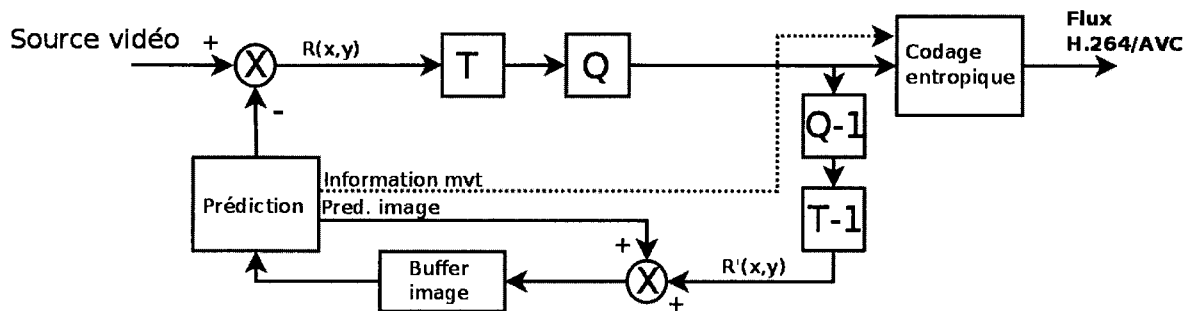 Source vidéo
+
X
-
R(x,y)
T
Q
Codage
entropique
Flux
H.264/AVC
Q-1
T-1
Prédiction
Information mvt
Pred. image
Buffer
image
+
X
+
R'(x,y)